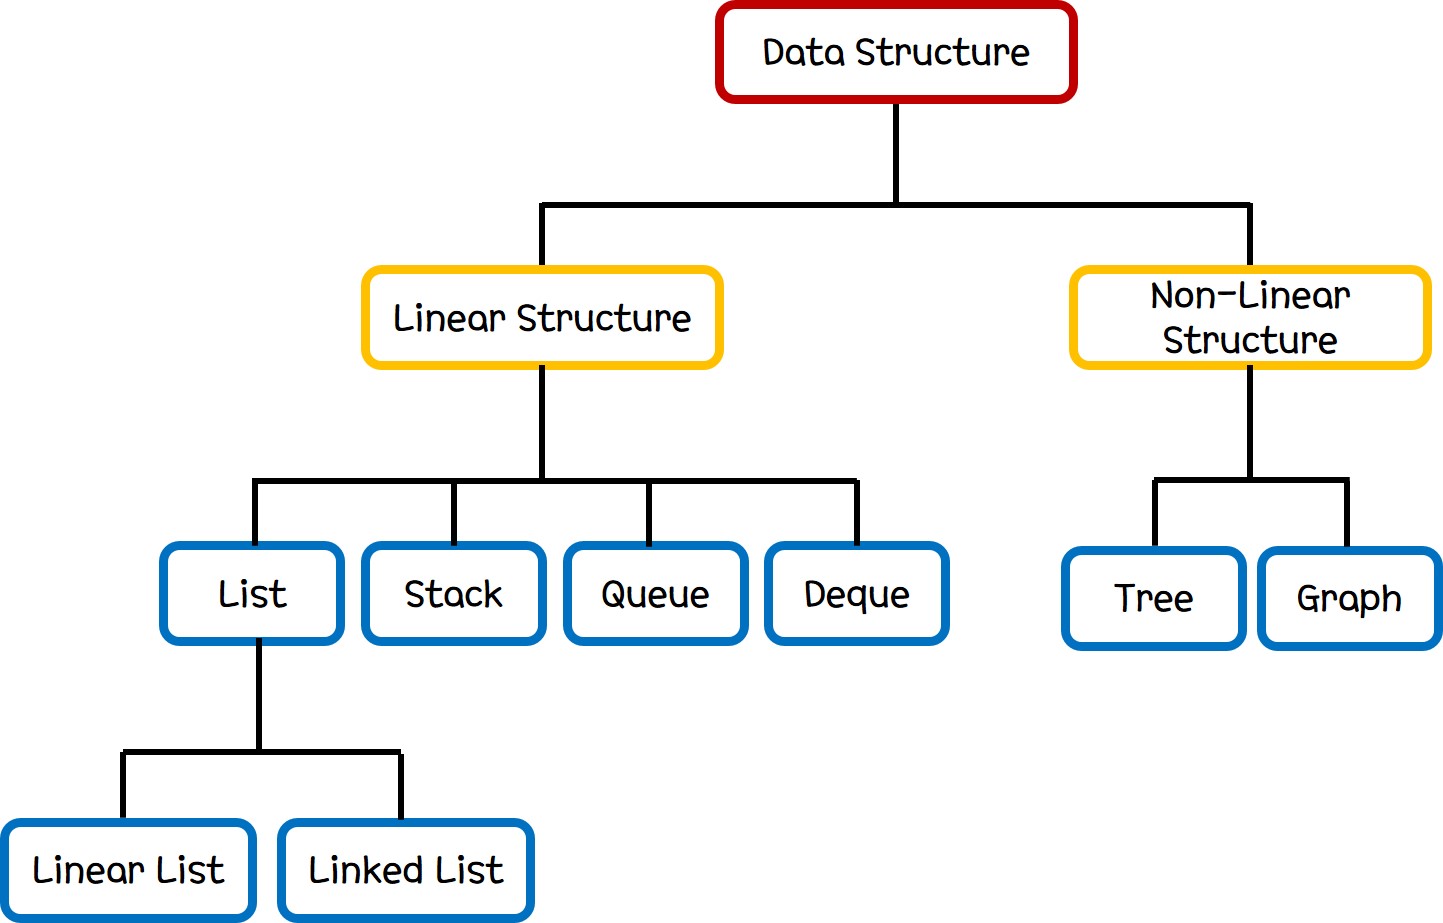 Data Structure
Linear Structure
Non-Linear
Structure
List
Stack
Queue
Deque
Tree
Graph
Linear List
Linked List